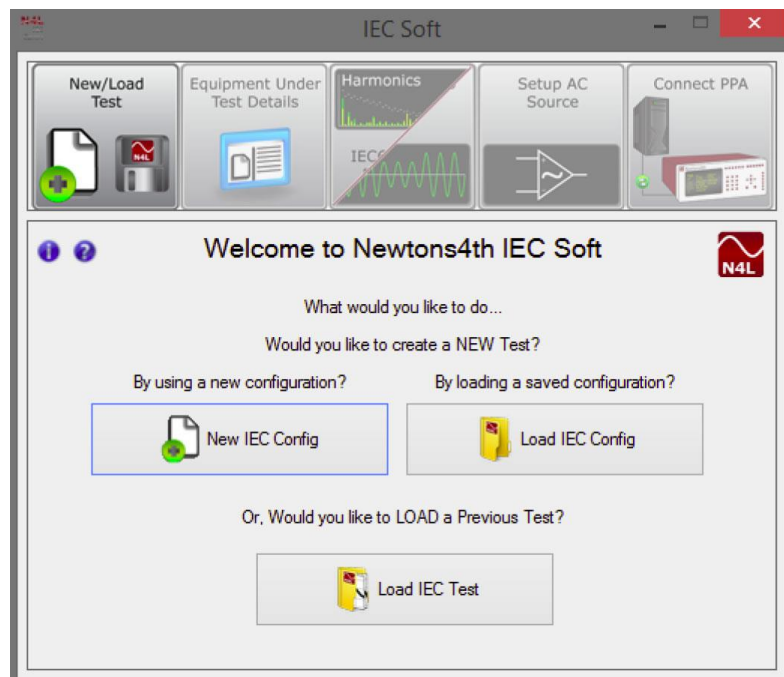 IEC Soft
New/Load
Test
Equipment Under
Test Details
Harmonics
Setup AC
Source
Connect PPA
N4L
Welcome to Newtons4th IEC Soft
N4L
What would you like to do...
Would you like to create a NEW Test?
By using a new configuration?
By loading a saved configuration?
New IEC Config
Load IEC Config
Or, Would you like to LOAD a Previous Test?
Load IEC Test